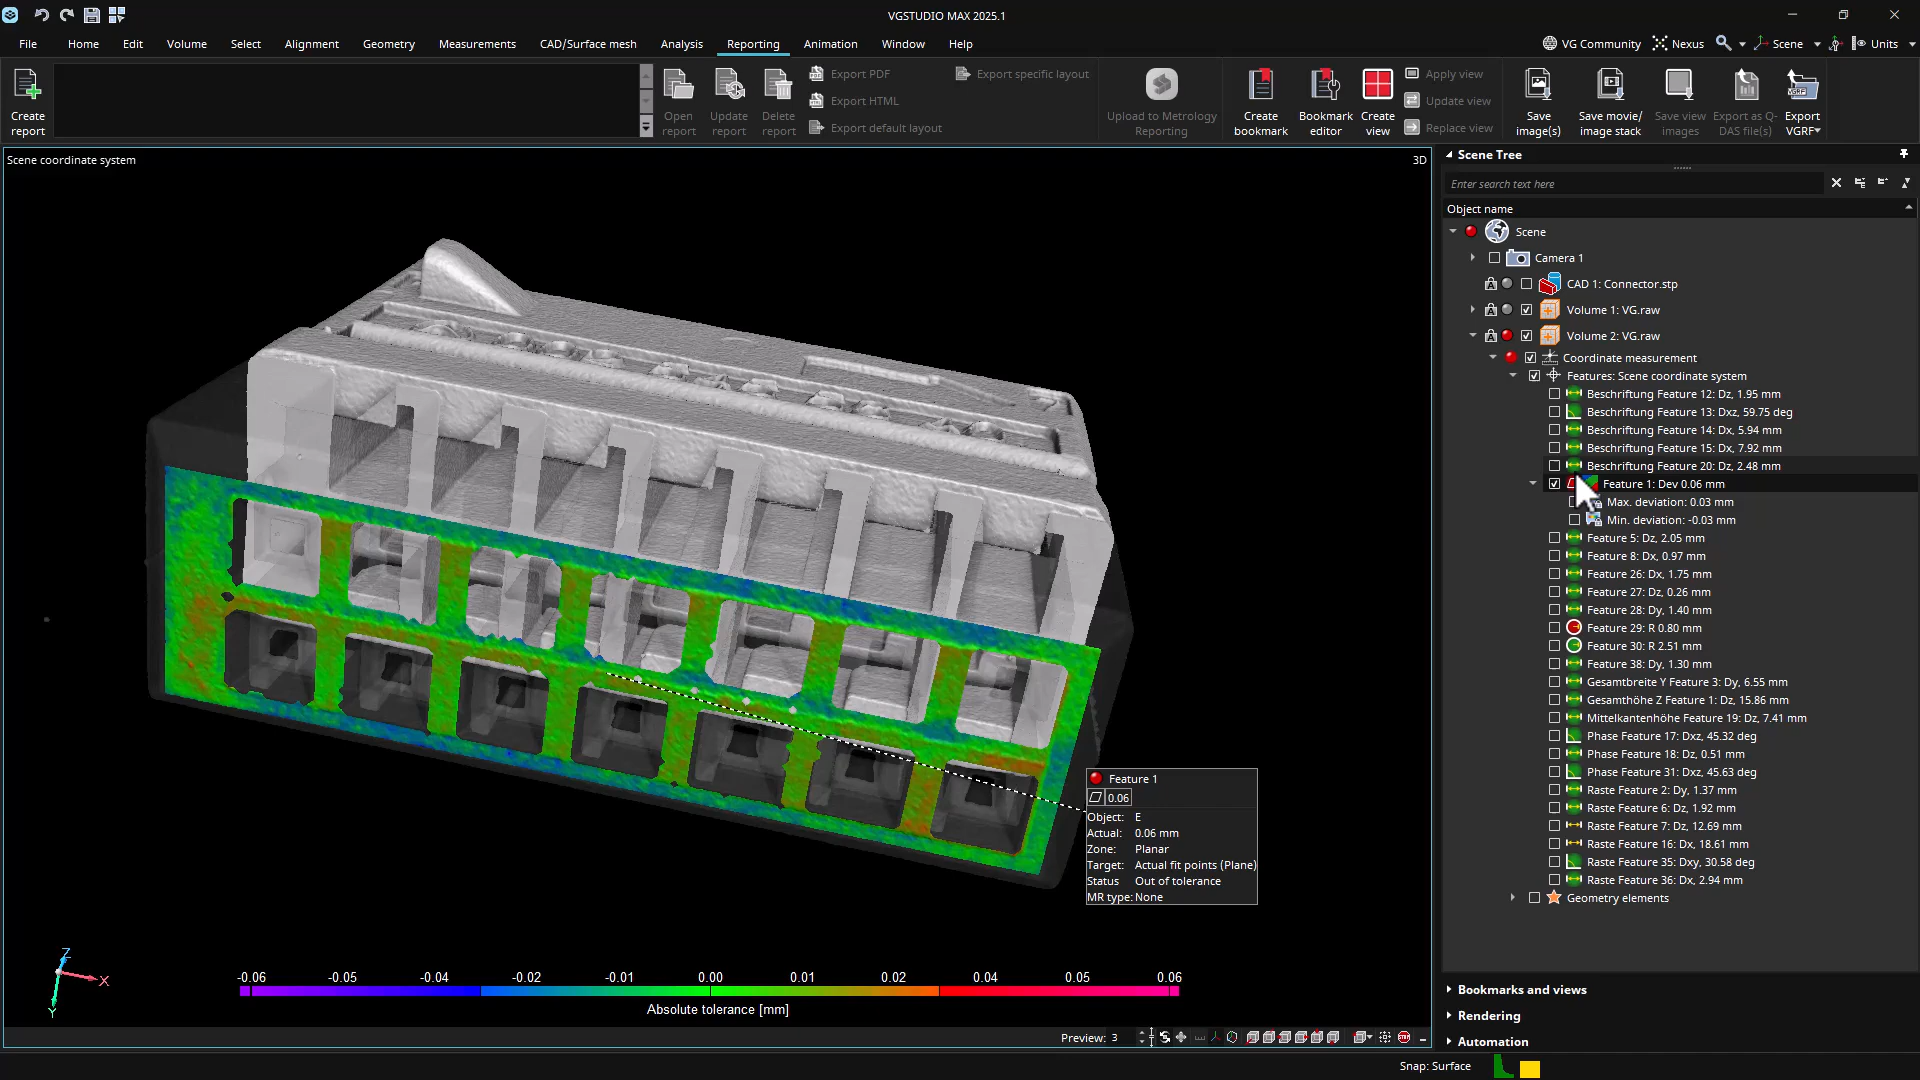 VGSTUDIO MAX 2025.1
File Home Edit Volume Select Alignment Geometry Measurements CAD/Surface mesh Analysis Reporting Animation Window Help VG Community Nexus Scene Units
Create report
Open report
Update report
Delete report
Export PDF
Export HTML
Export default layout
Export specific layout
Upload to Metrology Reporting
Create bookmark
Bookmark editor
Create view
Apply view
Update view
Replace view
Save image(s)
Save movie/ image stack
Save view images
Export as Q-DAS file(s)
Export VGRF
Scene coordinate system
3D
Feature 1
0.06
Object: E
Actual: 0.06 mm
Zone: Planar
Target: Actual fit points (Plane)
Status Out of tolerance
MR type: None
Z
X
Y
-0.06 -0.05 -0.04 -0.02 -0.01 0.00 0.01 0.02 0.04 0.05 0.06
Absolute tolerance [mm]
Preview: 3
Scene Tree
Enter search text here
Object name
Scene
Camera 1
CAD 1: Connector.stp
Volume 1: VG.raw
Volume 2: VG.raw
Coordinate measurement
Features: Scene coordinate system
Beschriftung Feature 12: Dz, 1.95 mm
Beschriftung Feature 13: Dxz, 59.75 deg
Beschriftung Feature 14: Dx, 5.94 mm
Beschriftung Feature 15: Dx, 7.92 mm
Beschriftung Feature 20: Dz, 2.48 mm
Feature 1: Dev 0.06 mm
Max. deviation: 0.03 mm
Min. deviation: -0.03 mm
Feature 5: Dz, 2.05 mm
Feature 8: Dx, 0.97 mm
Feature 26: Dx, 1.75 mm
Feature 27: Dz, 0.26 mm
Feature 28: Dy, 1.40 mm
Feature 29: R 0.80 mm
Feature 30: R 2.51 mm
Feature 38: Dy, 1.30 mm
Gesamtbreite Y Feature 3: Dy, 6.55 mm
Gesamthöhe Z Feature 1: Dz, 15.86 mm
Mittelkantenhöhe Feature 19: Dz, 7.41 mm
Phase Feature 17: Dxz, 45.32 deg
Phase Feature 18: Dz, 0.51 mm
Phase Feature 31: Dxz, 45.63 deg
Raste Feature 2: Dy, 1.37 mm
Raste Feature 6: Dz, 1.92 mm
Raste Feature 7: Dz, 12.69 mm
Raste Feature 16: Dx, 18.61 mm
Raste Feature 35: Dxy, 30.58 deg
Raste Feature 36: Dx, 2.94 mm
Geometry elements
Bookmarks and views
Rendering
Automation
Snap: Surface